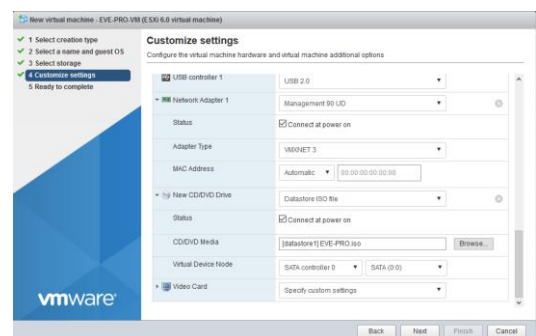 New virtual machine - EVE-PRO-VM (ESXi 6.0 virtual machine)
1 Select creation type
2 Select a name and guest OS
3 Select storage
4 Customize settings
5 Ready to complete
Customize settings
Configure the virtual machine hardware and virtual machine additional options
USB controller 1 USB 2.0
Network Adapter 1 Management 90 UD
Status Connect at power on
Adapter Type VMXNET 3
MAC Address Automatic 00:00:00:00:00:00
New CD/DVD Drive Datastore ISO file
Status Connect at power on
CD/DVD Media [datastore1] EVE-PRO.iso Browse...
Virtual Device Node SATA controller 0 SATA (0:0)
Video Card Specify custom settings
vmware
Back Next Finish Cancel